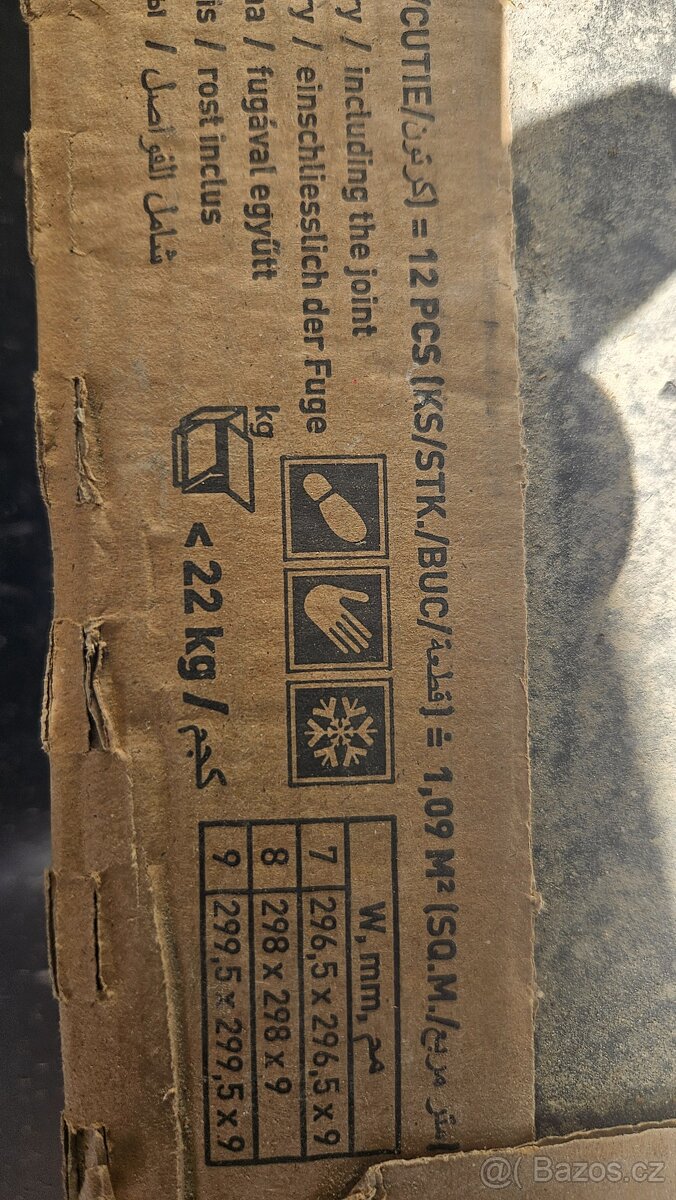 /CUTIE/كرتون) = 12 PCS (KS/STK./BUC/قطعة) ≐ 1,09 M² (SQ.M./متر مربع
ry / including the joint
ry / einschliesslich der Fuge
na / fugával együtt
is / rost inclus
شامل الفواصل /
kg
< 22 kg / كجم
W, mm, مم
7 296,5 x 296,5 x 9
8 298 x 298 x 9
9 299,5 x 299,5 x 9
@( Bazos.cz